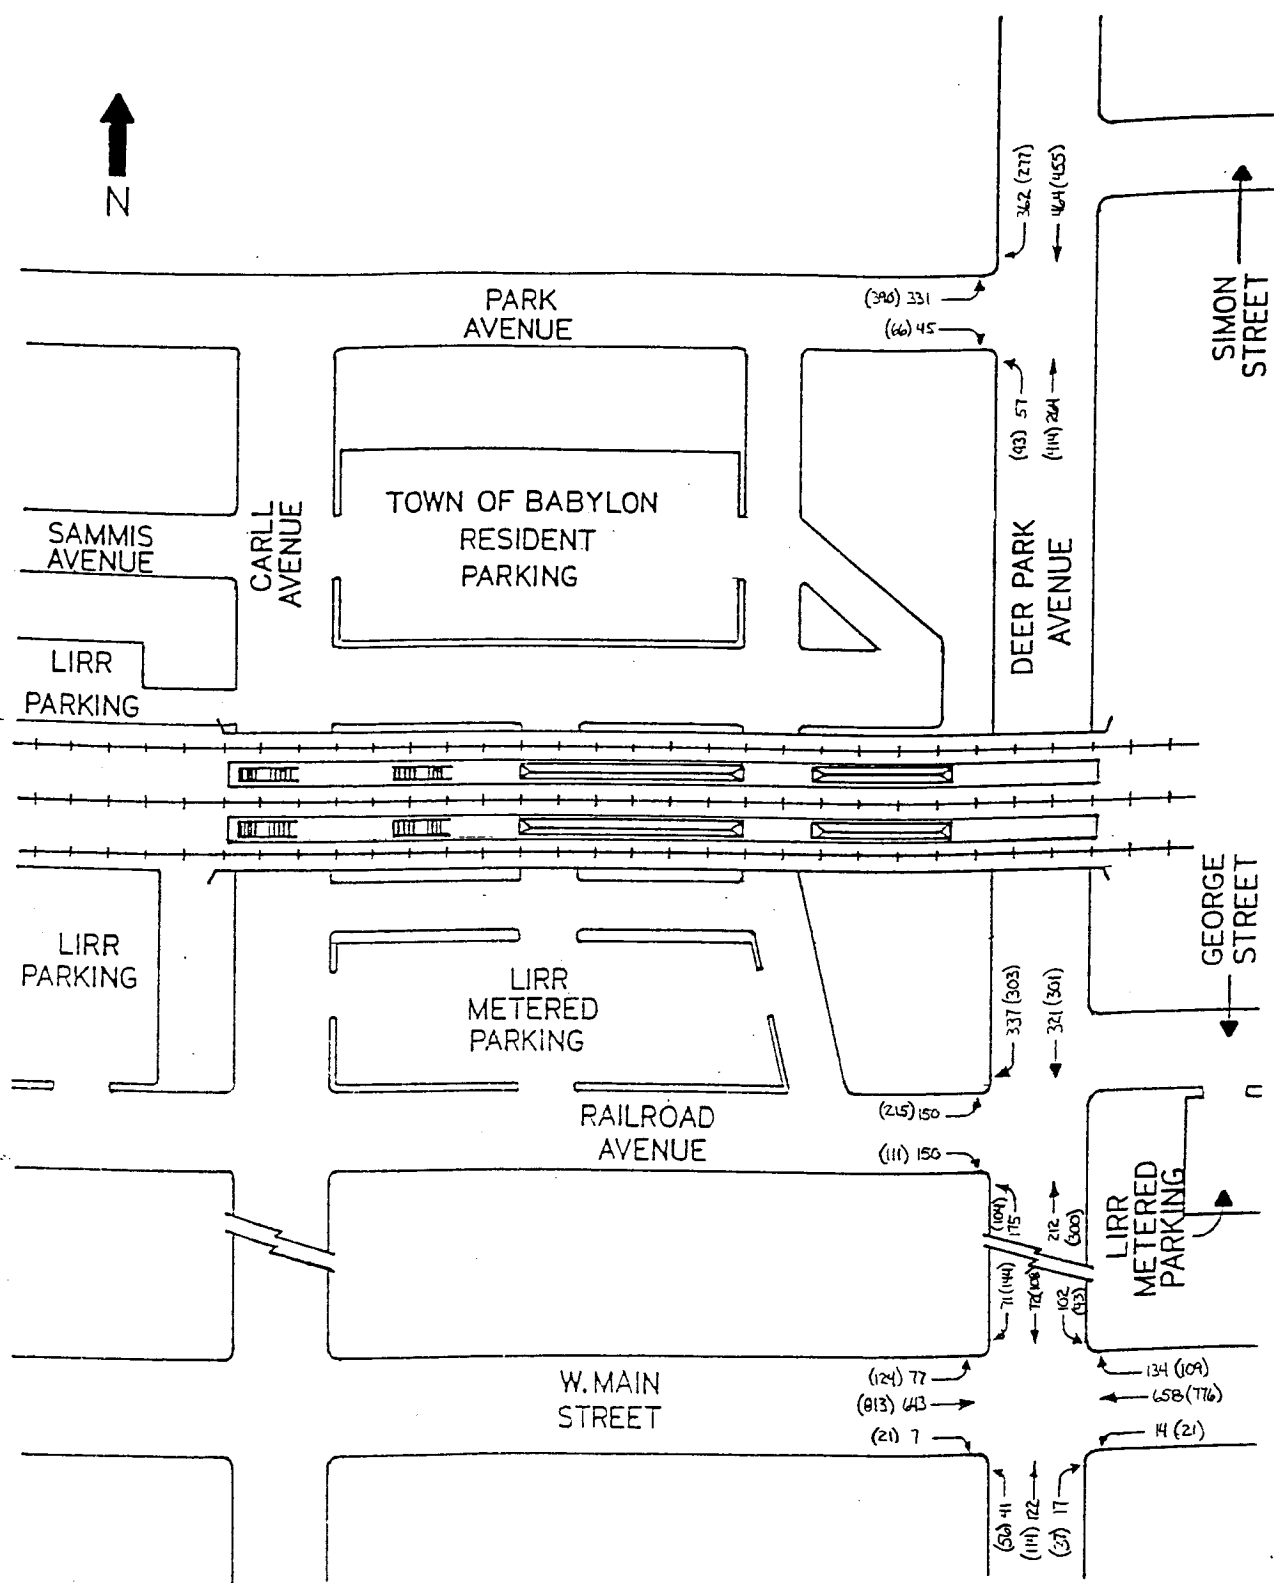 N
362 (277)
464 (455)
SIMON
STREET
PARK
AVENUE
(390) 331
(66) 45
(93) 57
(414) 264
TOWN OF BABYLON
RESIDENT
PARKING
SAMMIS
AVENUE
CARLL
AVENUE
DEER PARK
AVENUE
LIRR
PARKING
GEORGE
STREET
LIRR
PARKING
LIRR
METERED
PARKING
337 (303)
321 (301)
RAILROAD
AVENUE
(215) 150
(111) 150
(104)
175
212
(300)
LIRR
METERED
PARKING
71 (144)
72 (108)
102
(93)
W. MAIN
STREET
(124) 77
(813) 643
(21) 7
134 (109)
658 (776)
14 (21)
(56) 41
(114) 122
(37) 17